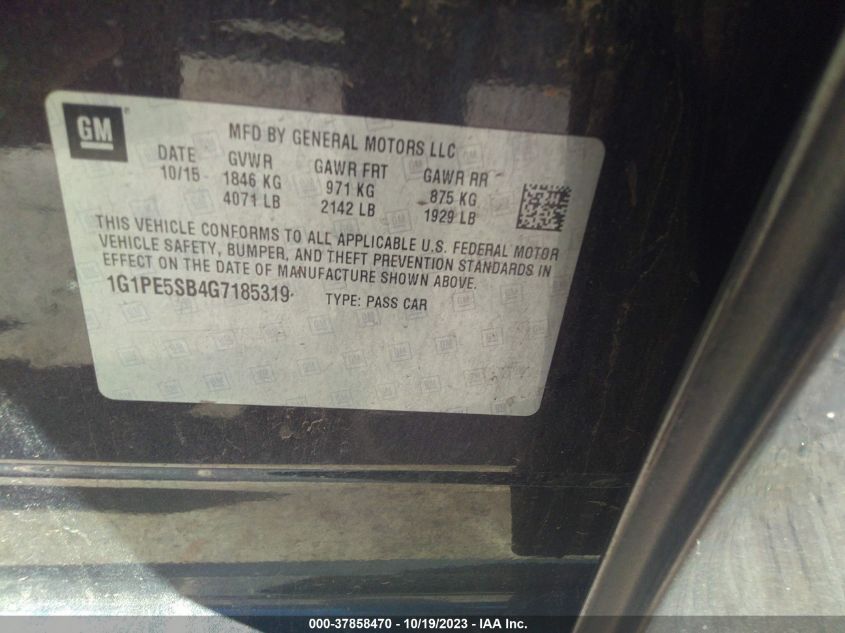 GM
MFD BY GENERAL MOTORS LLC
DATE GVWR GAWR FRT GAWR RR
10/15 1846 KG 971 KG 875 KG
4071 LB 2142 LB 1929 LB
THIS VEHICLE CONFORMS TO ALL APPLICABLE U.S. FEDERAL MOTOR
VEHICLE SAFETY, BUMPER, AND THEFT PREVENTION STANDARDS IN
EFFECT ON THE DATE OF MANUFACTURE SHOWN ABOVE.
1G1PE5SB4G7185319 TYPE: PASS CAR
000-37858470 - 10/19/2023 - IAA Inc.